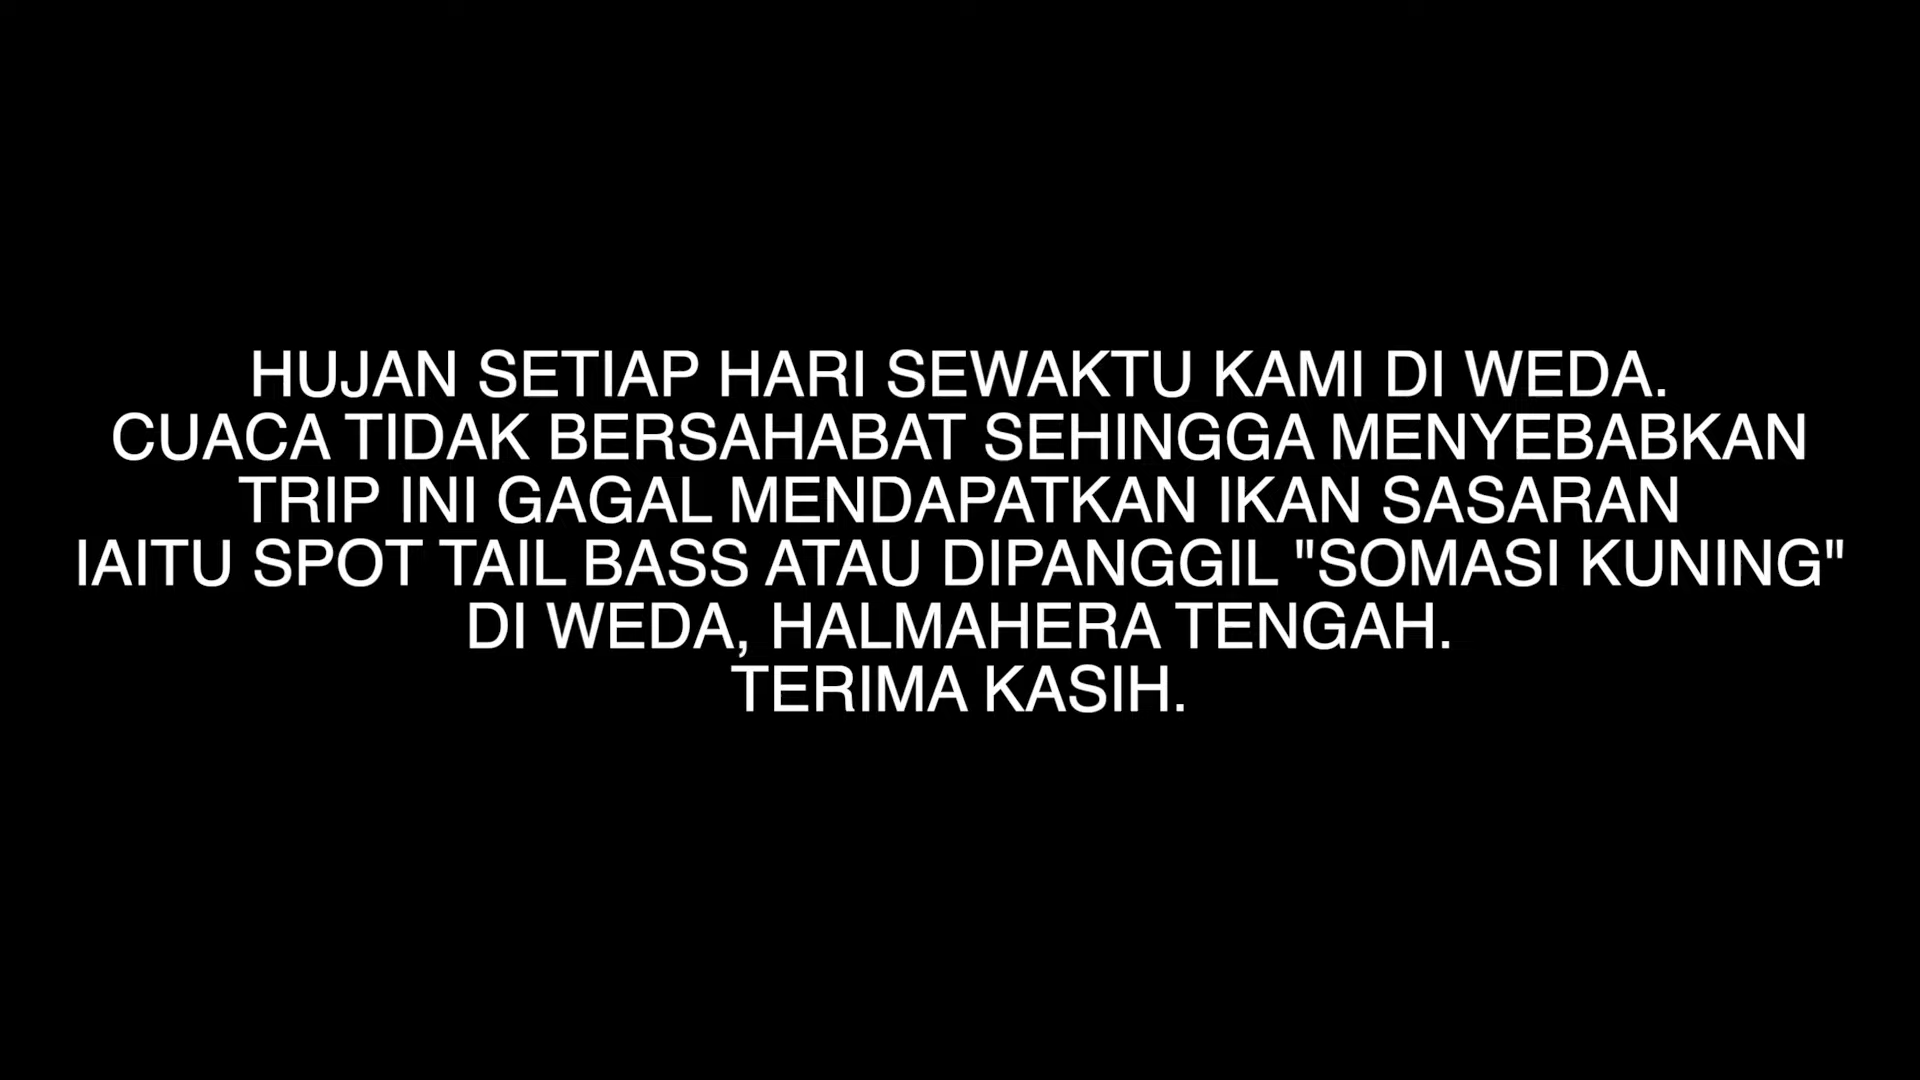 HUJAN SETIAP HARI SEWAKTU KAMI DI WEDA.
CUACA TIDAK BERSAHABAT SEHINGGA MENYEBABKAN
TRIP INI GAGAL MENDAPATKAN IKAN SASARAN
IAITU SPOT TAIL BASS ATAU DIPANGGIL "SOMASI KUNING"
DI WEDA, HALMAHERA TENGAH.
TERIMA KASIH.